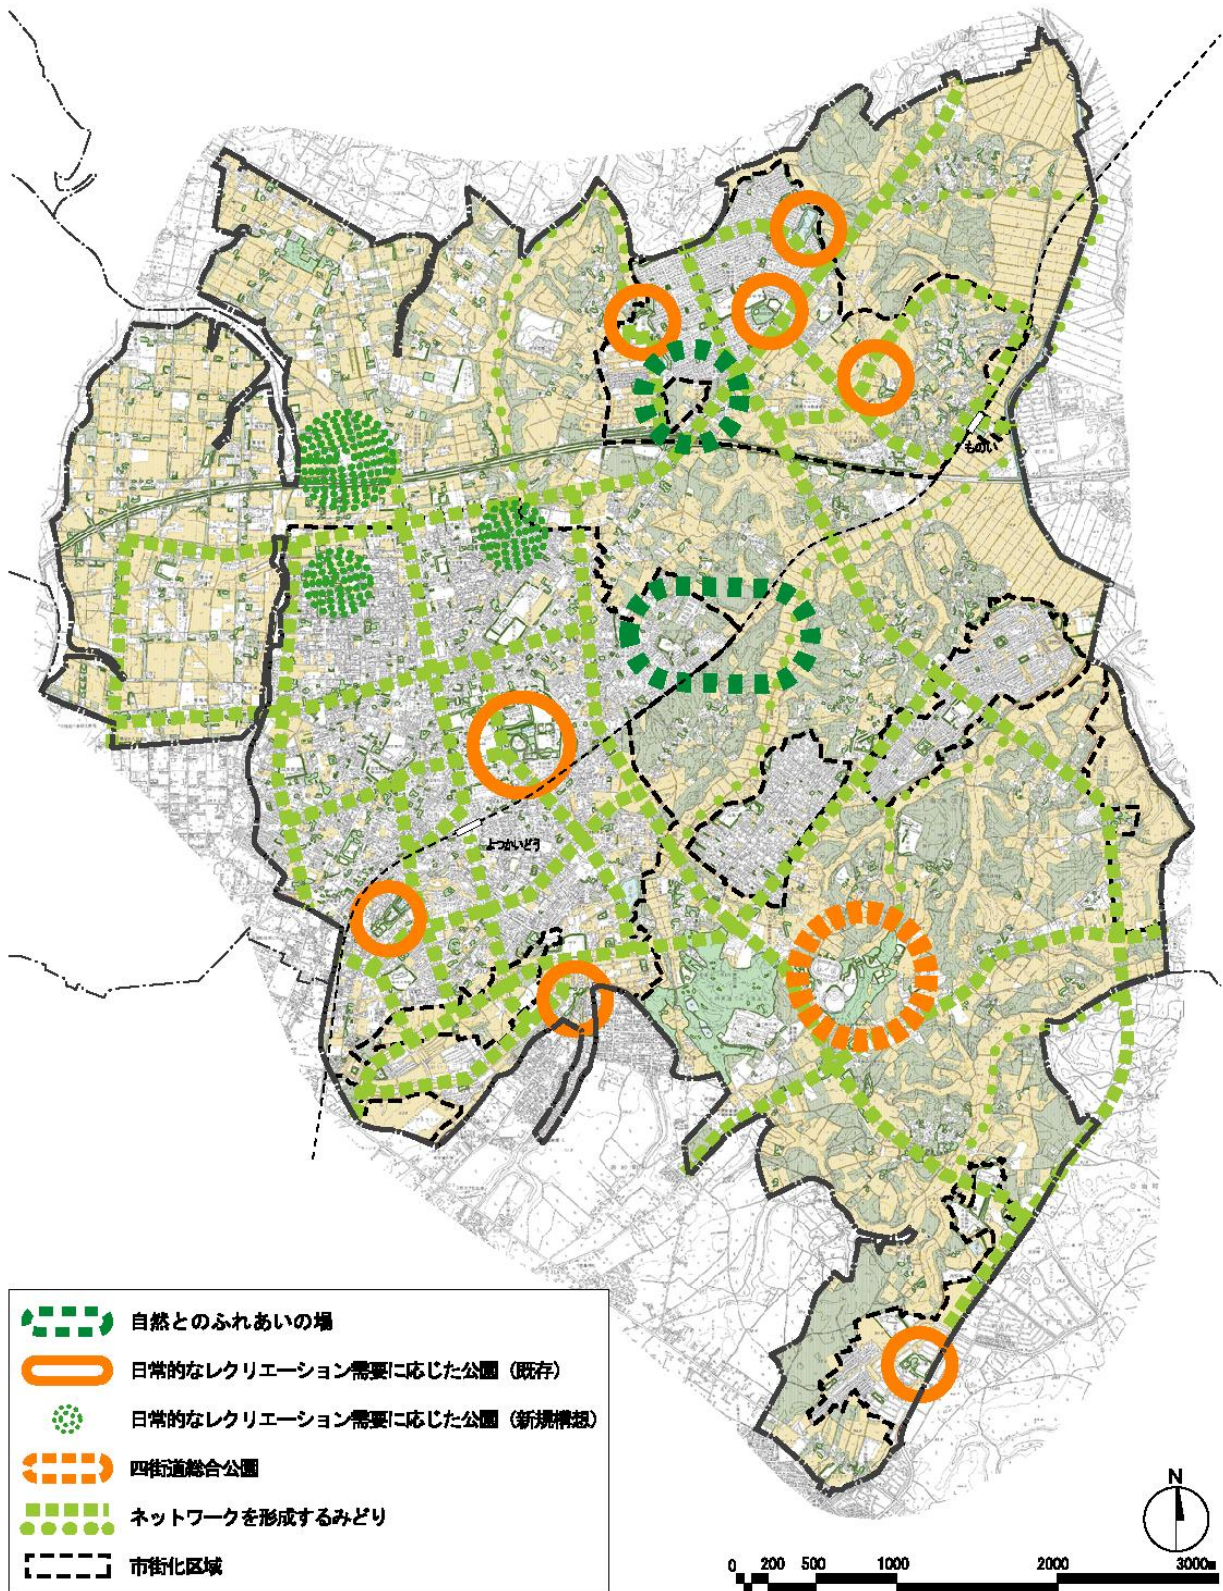 ものい
よつかいどう
自然とのふれあいの場
日常的なレクリエーション需要に応じた公園（既存）
日常的なレクリエーション需要に応じた公園（新規構想）
四街道総合公園
ネットワークを形成するみどり
市街化区域
N
0 200 500 1000 2000 3000m